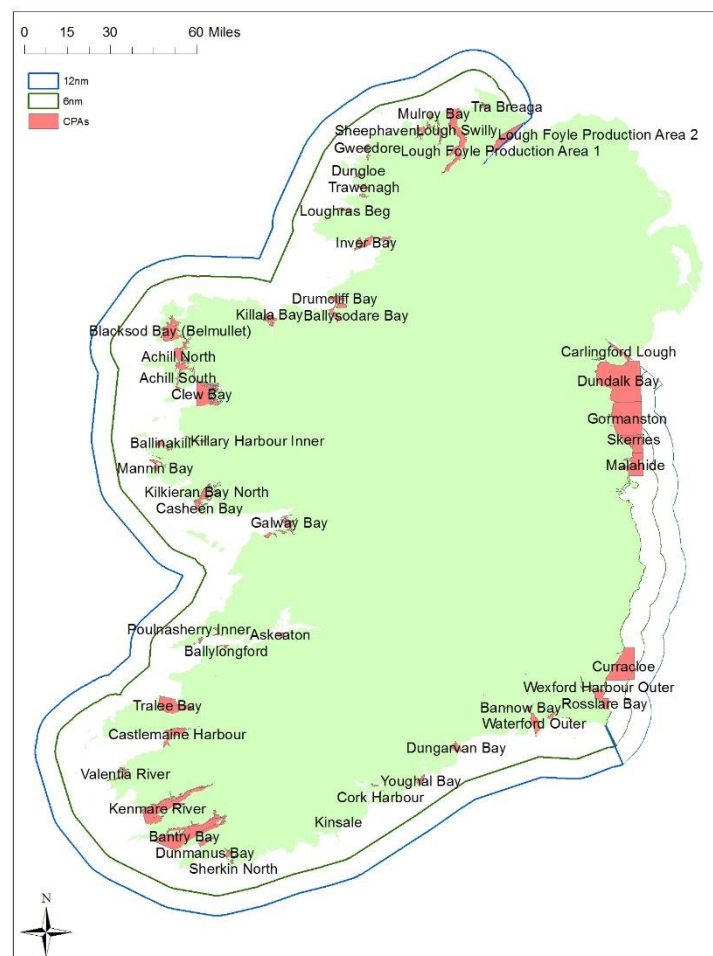 0 30 60 Miles
12nm
6nm
CPAs
Tra Breaga
Mulroy Bay
Sheephaven
Lough Swilly
Lough Foyle Production Area 2
Gweedore
Lough Foyle Production Area 1
Dungloe
Trawenagh
Loughras Beg
Inver Bay
Drumcliff Bay
Killala Bay
Ballysodare Bay
Blacksod Bay (Belmullet)
Achill North
Achill South
Clew Bay
Carlingford Lough
Dundalk Bay
Gormanston
Skerries
Malahide
Ballinakill
Killary Harbour Inner
Mannin Bay
Kilkieran Bay North
Casheen Bay
Galway Bay
Poulnasherry Inner
Askeaton
Ballylongford
Curracloe
Wexford Harbour Outer
Rosslare Bay
Bannow Bay
Waterford Outer
Tralee Bay
Castlemaine Harbour
Dungarvan Bay
Valentia River
Youghal Bay
Cork Harbour
Kenmare River
Kinsale
Bantry Bay
Dunmanus Bay
Sherkin North
N